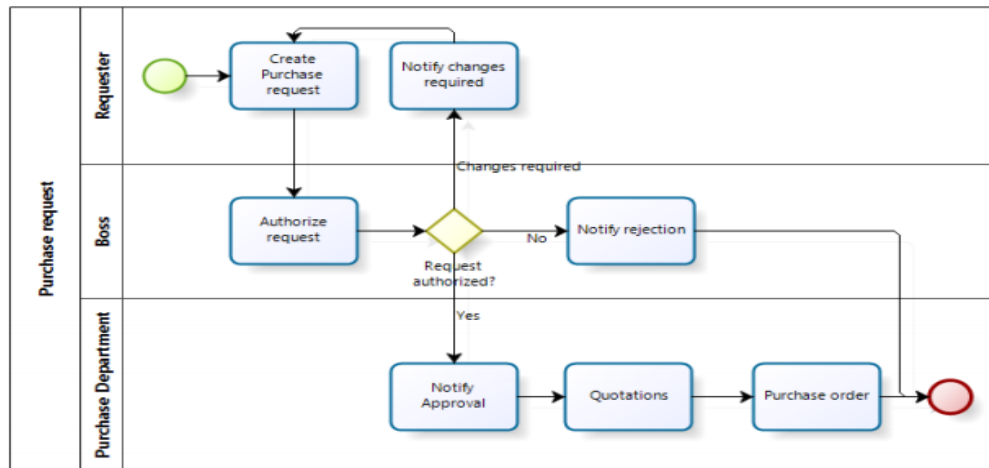 Purchase request
Requester
Create
Purchase
request
Notify changes
required
Changes required
Boss
Authorize
request
Request
authorized?
No
Notify rejection
Yes
Purchase Department
Notify
Approval
Quotations
Purchase order